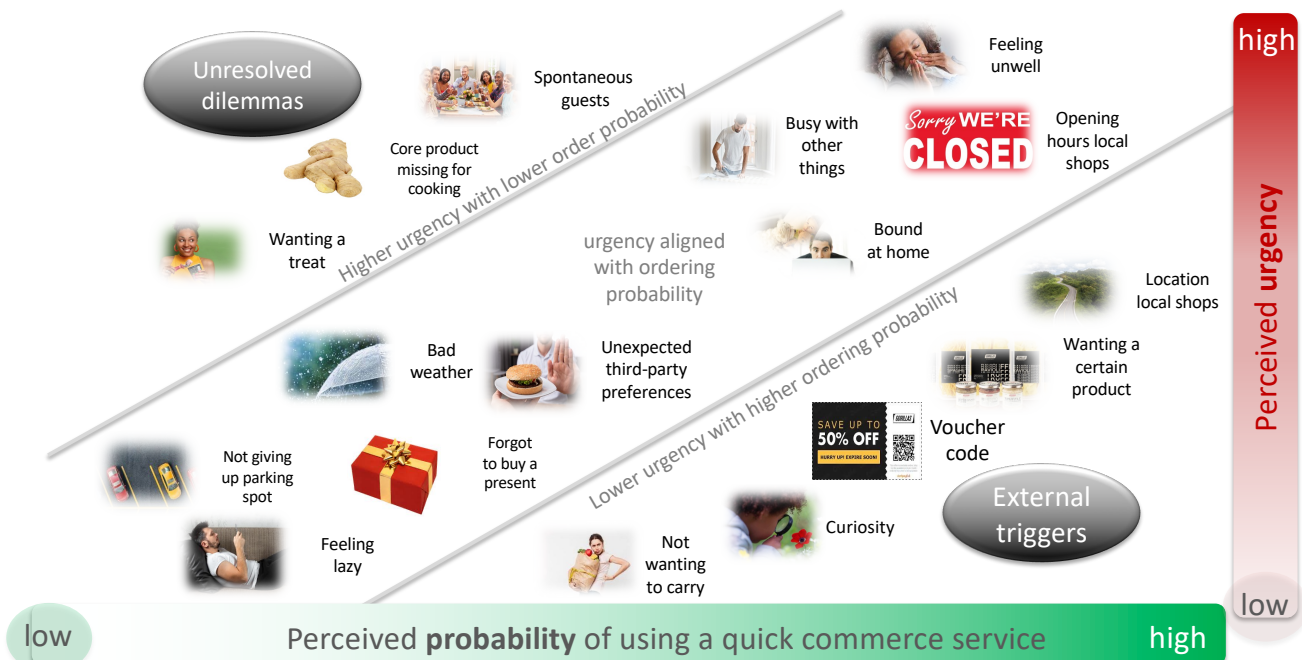 Unresolved
dilemmas
Spontaneous
guests
Core product
missing for
cooking
Wanting a
treat
Higher urgency with lower order probability
Feeling
unwell
Busy with
other
things
Sorry WE'RE
CLOSED
Opening
hours local
shops
urgency aligned
with ordering
probability
Bound
at home
Location
local shops
Bad
weather
Unexpected
third-party
preferences
Lower urgency with higher ordering probability
Wanting a
certain
product
SAVE UP TO
50% OFF
HURRY UP! EXPIRE SOON!
GORILLAS
Voucher
code
Not giving
up parking
spot
Forgot
to buy a
present
External
triggers
Curiosity
Feeling
lazy
Not
wanting
to carry
high
Perceived urgency
low
low
Perceived probability of using a quick commerce service
high